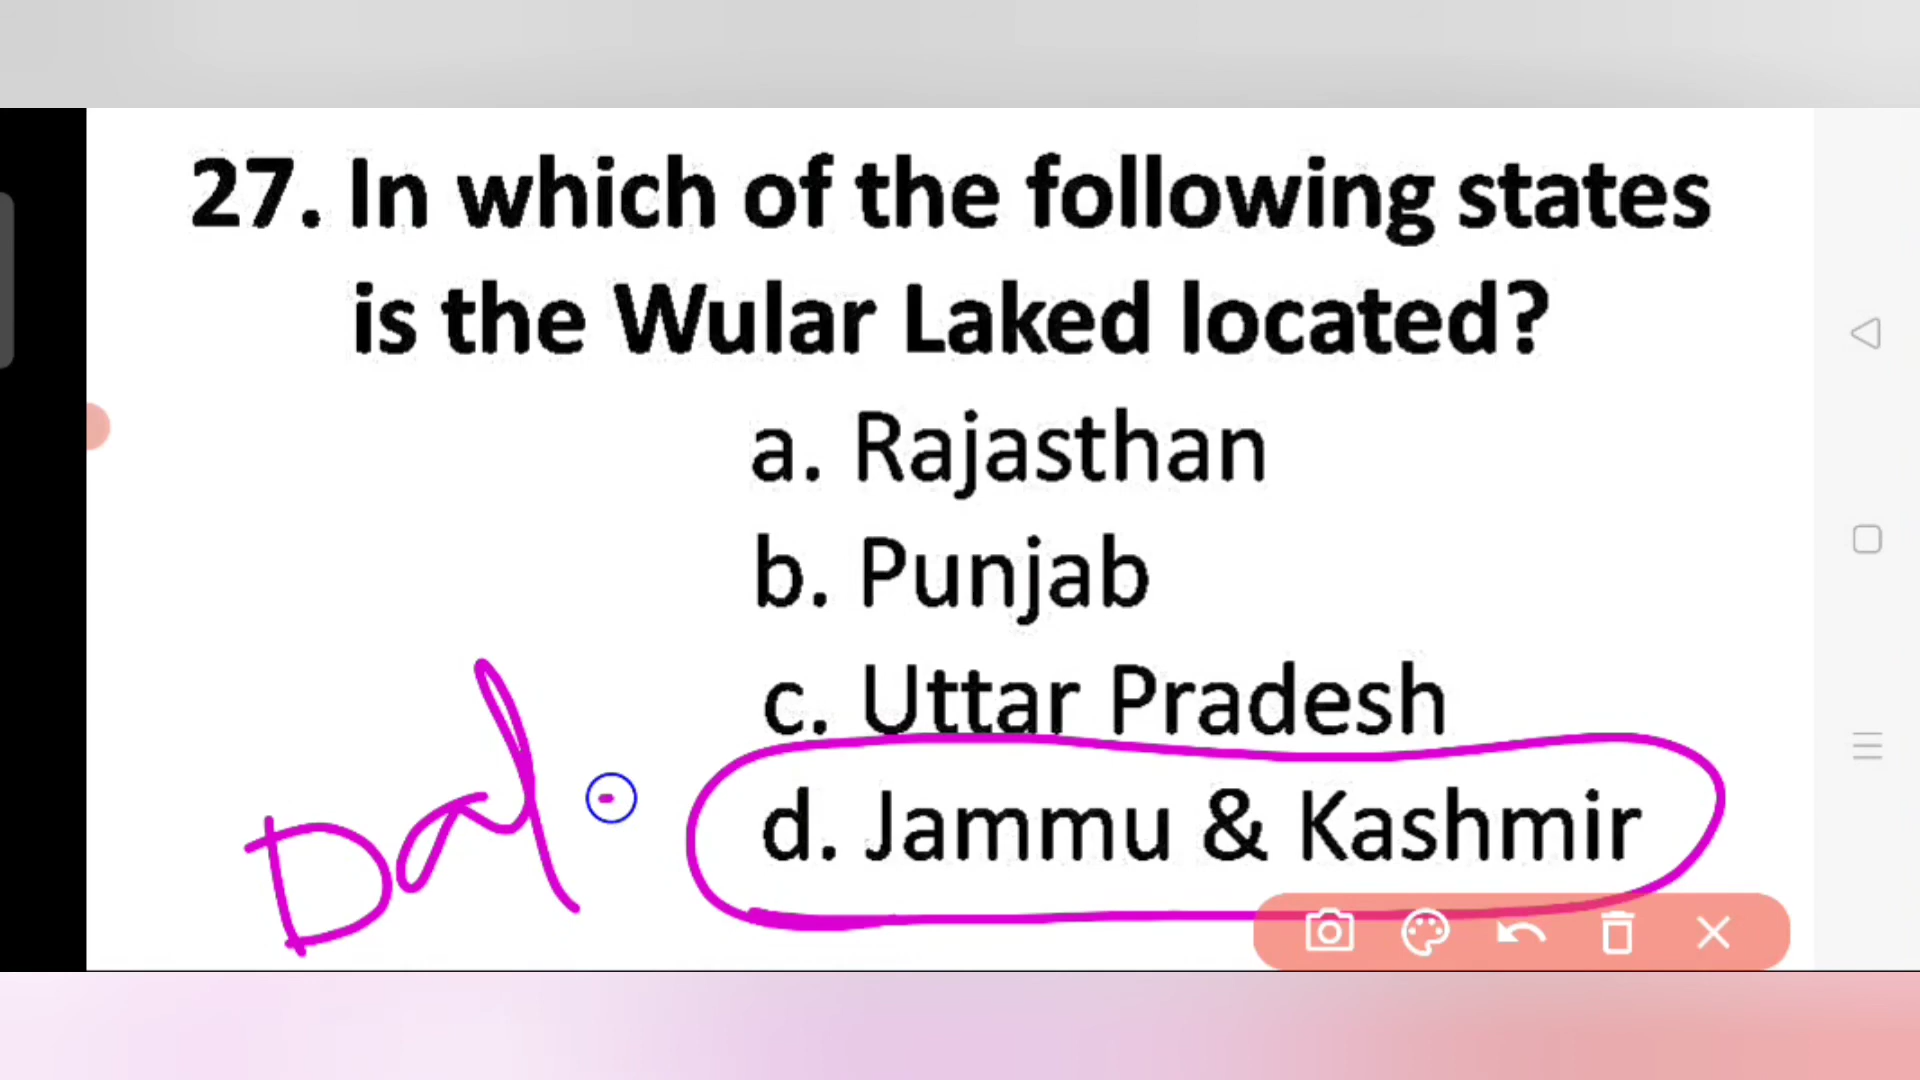 27. In which of the following states
is the Wular Laked located?
a. Rajasthan
b. Punjab
c. Uttar Pradesh
d. Jammu & Kashmir
Dal